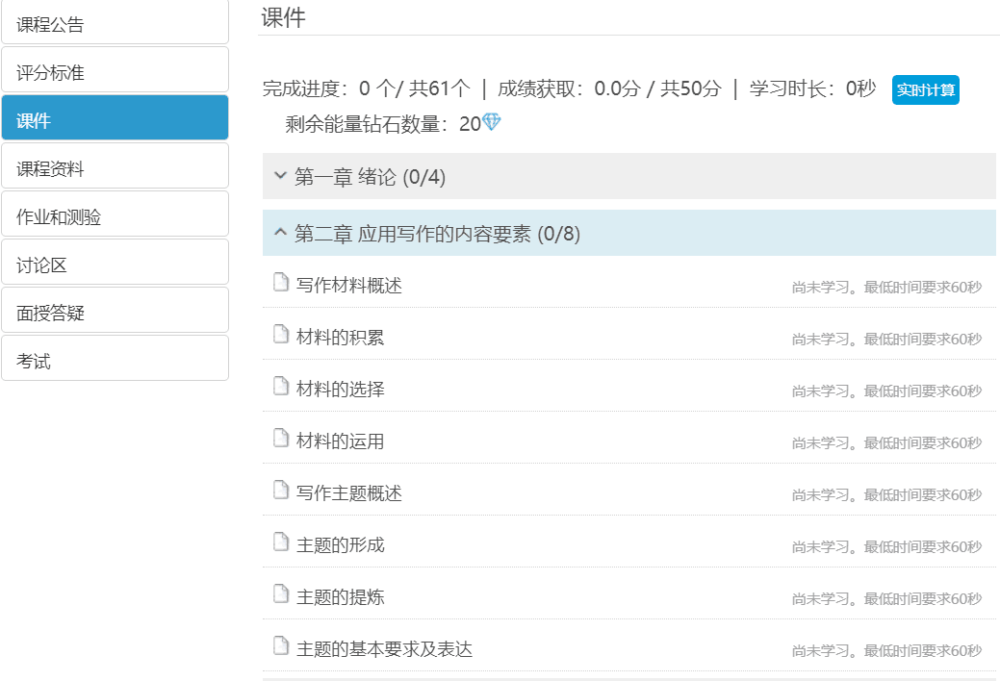 课程公告
评分标准
课件
课程资料
作业和测验
讨论区
面授答疑
考试
课件
完成进度：0 个/ 共61个 | 成绩获取：0.0分 / 共50分 | 学习时长：0秒 实时计算
剩余能量钻石数量：20
第一章 绪论 (0/4)
第二章 应用写作的内容要素 (0/8)
写作材料概述 尚未学习。最低时间要求60秒
材料的积累 尚未学习。最低时间要求60秒
材料的选择 尚未学习。最低时间要求60秒
材料的运用 尚未学习。最低时间要求60秒
写作主题概述 尚未学习。最低时间要求60秒
主题的形成 尚未学习。最低时间要求60秒
主题的提炼 尚未学习。最低时间要求60秒
主题的基本要求及表达 尚未学习。最低时间要求60秒